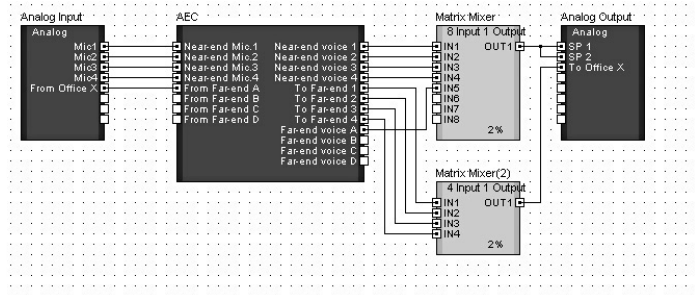 Analog Input
Analog
Mic1
Mic2
Mic3
Mic4
From Office X
AEC
Near-end Mic.1 Near-end voice 1
Near-end Mic.2 Near-end voice 2
Near-end Mic.3 Near-end voice 3
Near-end Mic.4 Near-end voice 4
From Far-end A To Far-end 1
From Far-end B To Far-end 2
From Far-end C To Far-end 3
From Far-end D To Far-end 4
Far-end voice A
Far-end voice B
Far-end voice C
Far-end voice D
Matrix Mixer
8 Input 1 Output
IN1 OUT1
IN2
IN3
IN4
IN5
IN6
IN7
IN8
2%
Analog Output
Analog
SP 1
SP 2
To Office X
Matrix Mixer(2)
4 Input 1 Output
IN1 OUT1
IN2
IN3
IN4
2%